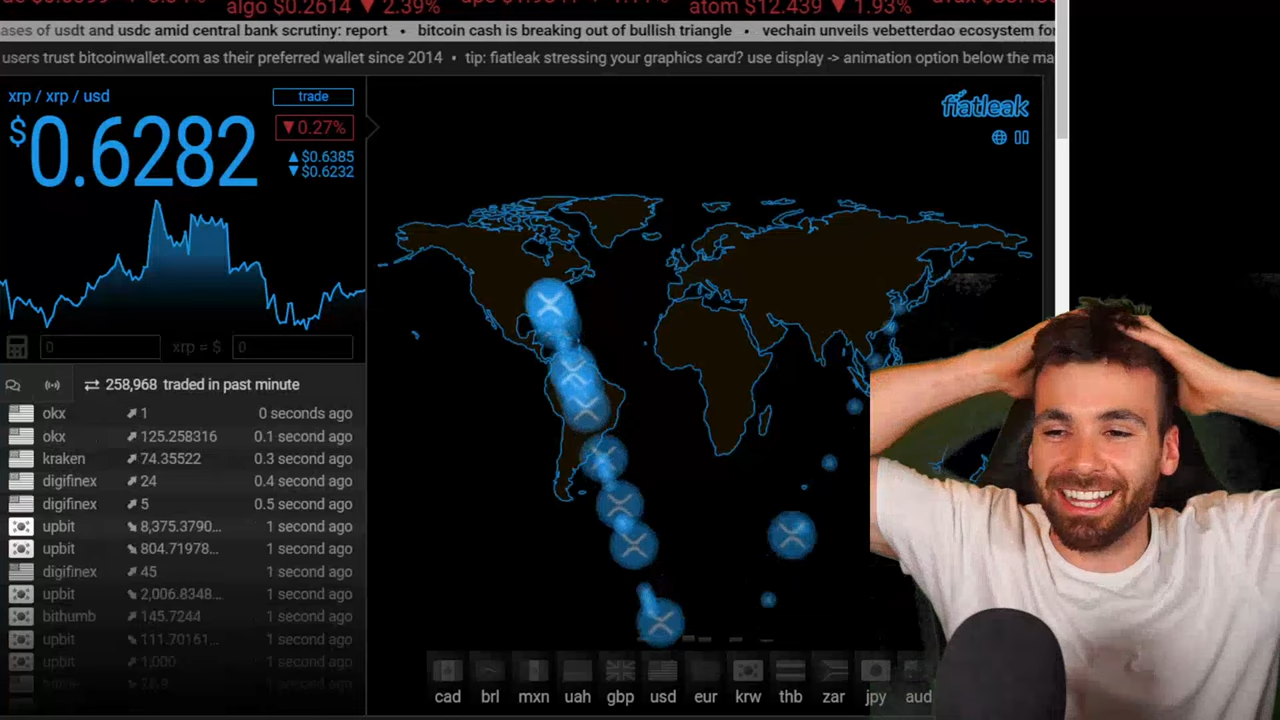 algo $0.2614 ▼ 2.39%
atom $12.439 ▼ 1.93%
ases of usdt and usdc amid central bank scrutiny: report • bitcoin cash is breaking out of bullish triangle • vechain unveils vebetterdao ecosystem for
users trust bitcoinwallet.com as their preferred wallet since 2014 • tip: fiatleak stressing your graphics card? use display -> animation option below the ma
xrp / xrp / usd
trade
$0.6282
▼0.27%
▲$0.6385
▼$0.6232
fiatleak
0 xrp = $ 0
258,968 traded in past minute
okx 1 0 seconds ago
okx 125.258316 0.1 second ago
kraken 74.35522 0.3 second ago
digifinex 24 0.4 second ago
digifinex 5 0.5 second ago
upbit 8,375.3790... 1 second ago
upbit 804.71978... 1 second ago
digifinex 45 1 second ago
upbit 2,006.8348... 1 second ago
bithumb 145.7244 1 second ago
upbit 111.70161... 1 second ago
upbit 1,000 1 second ago
1 second ago
cad brl mxn uah gbp usd eur krw thb zar jpy aud